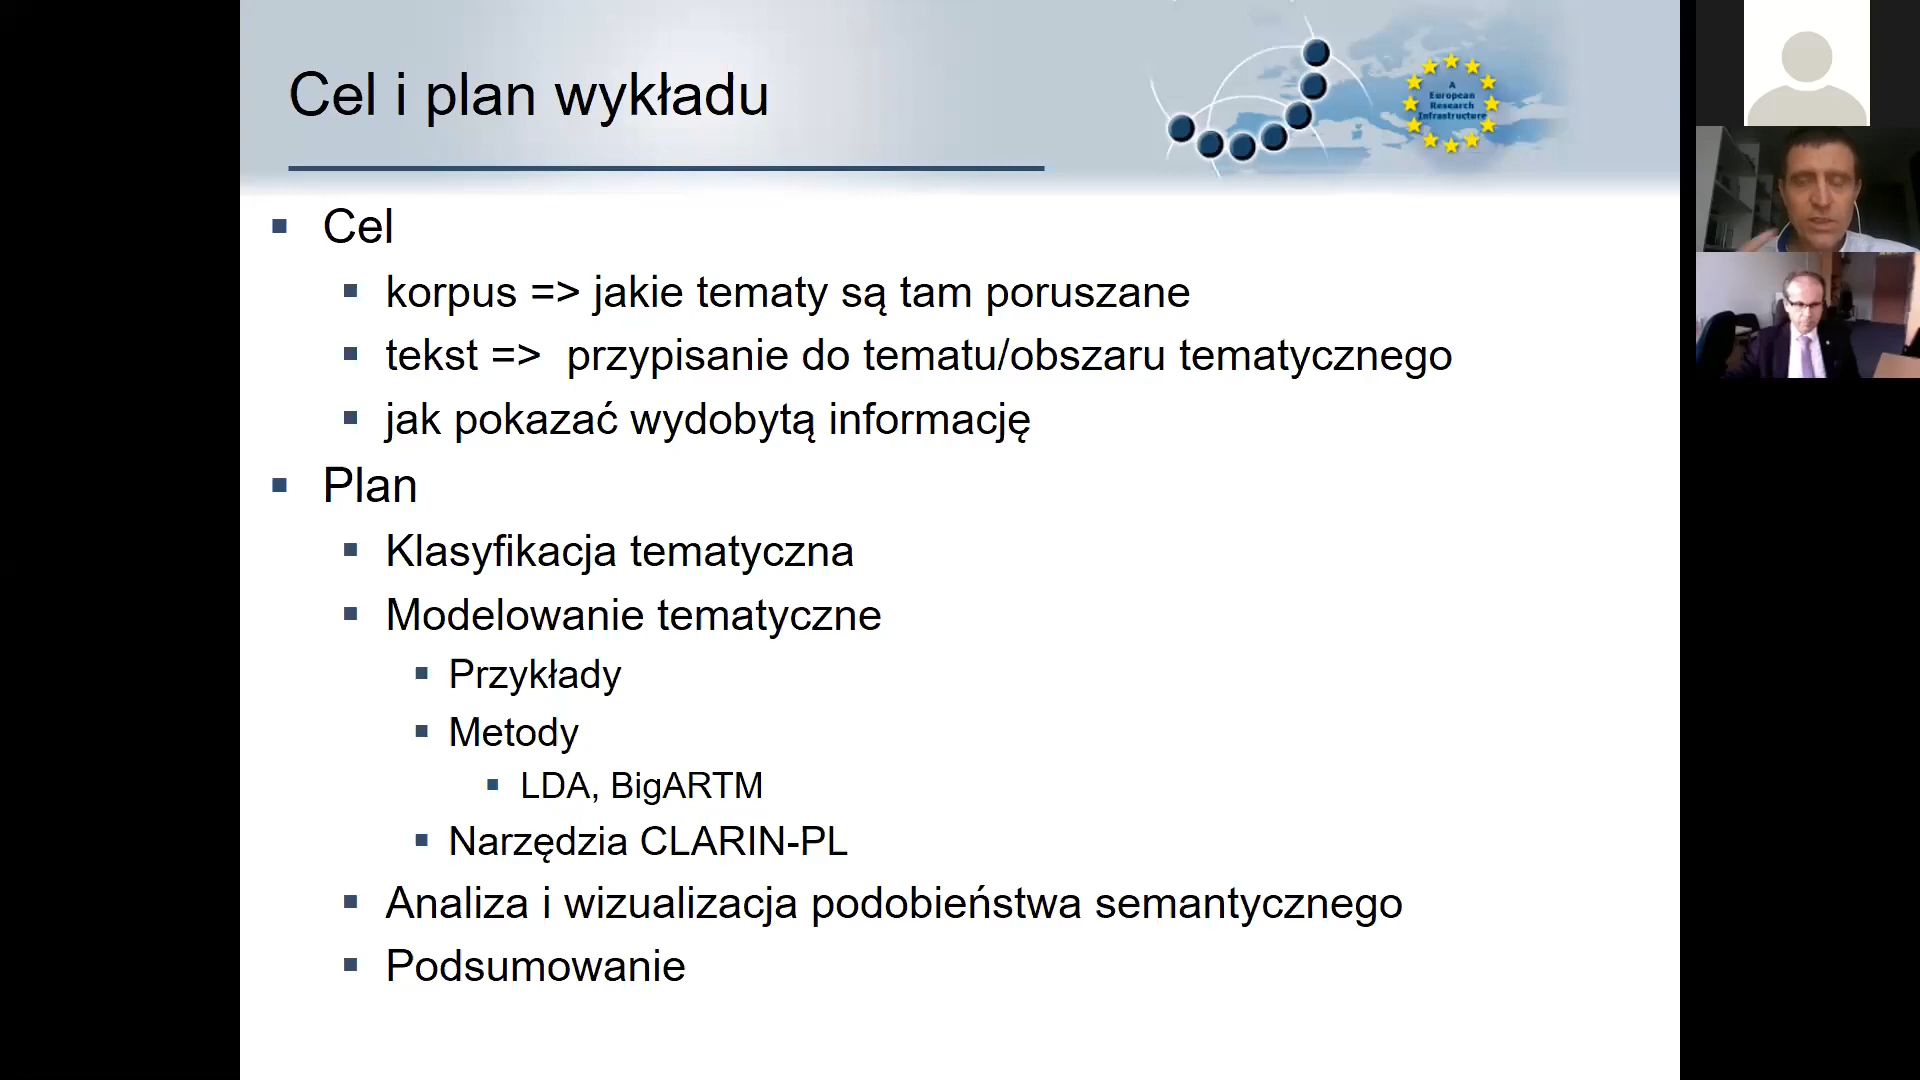 Cel i plan wykładu
A
European
Research
Infrastructure
Cel
korpus => jakie tematy są tam poruszane
tekst => przypisanie do tematu/obszaru tematycznego
jak pokazać wydobytą informację
Plan
Klasyfikacja tematyczna
Modelowanie tematyczne
Przykłady
Metody
LDA, BigARTM
Narzędzia CLARIN-PL
Analiza i wizualizacja podobieństwa semantycznego
Podsumowanie